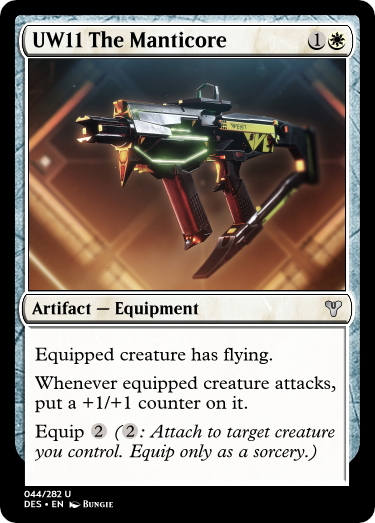 UW11 The Manticore
1
Equipped creature has flying.
Whenever equipped creature attacks,
put a +1/+1 counter on it.
Equip 2 (2: Attach to target creature
you control. Equip only as a sorcery.)
Artifact — Equipment
044/282 U
DES • EN Bungie